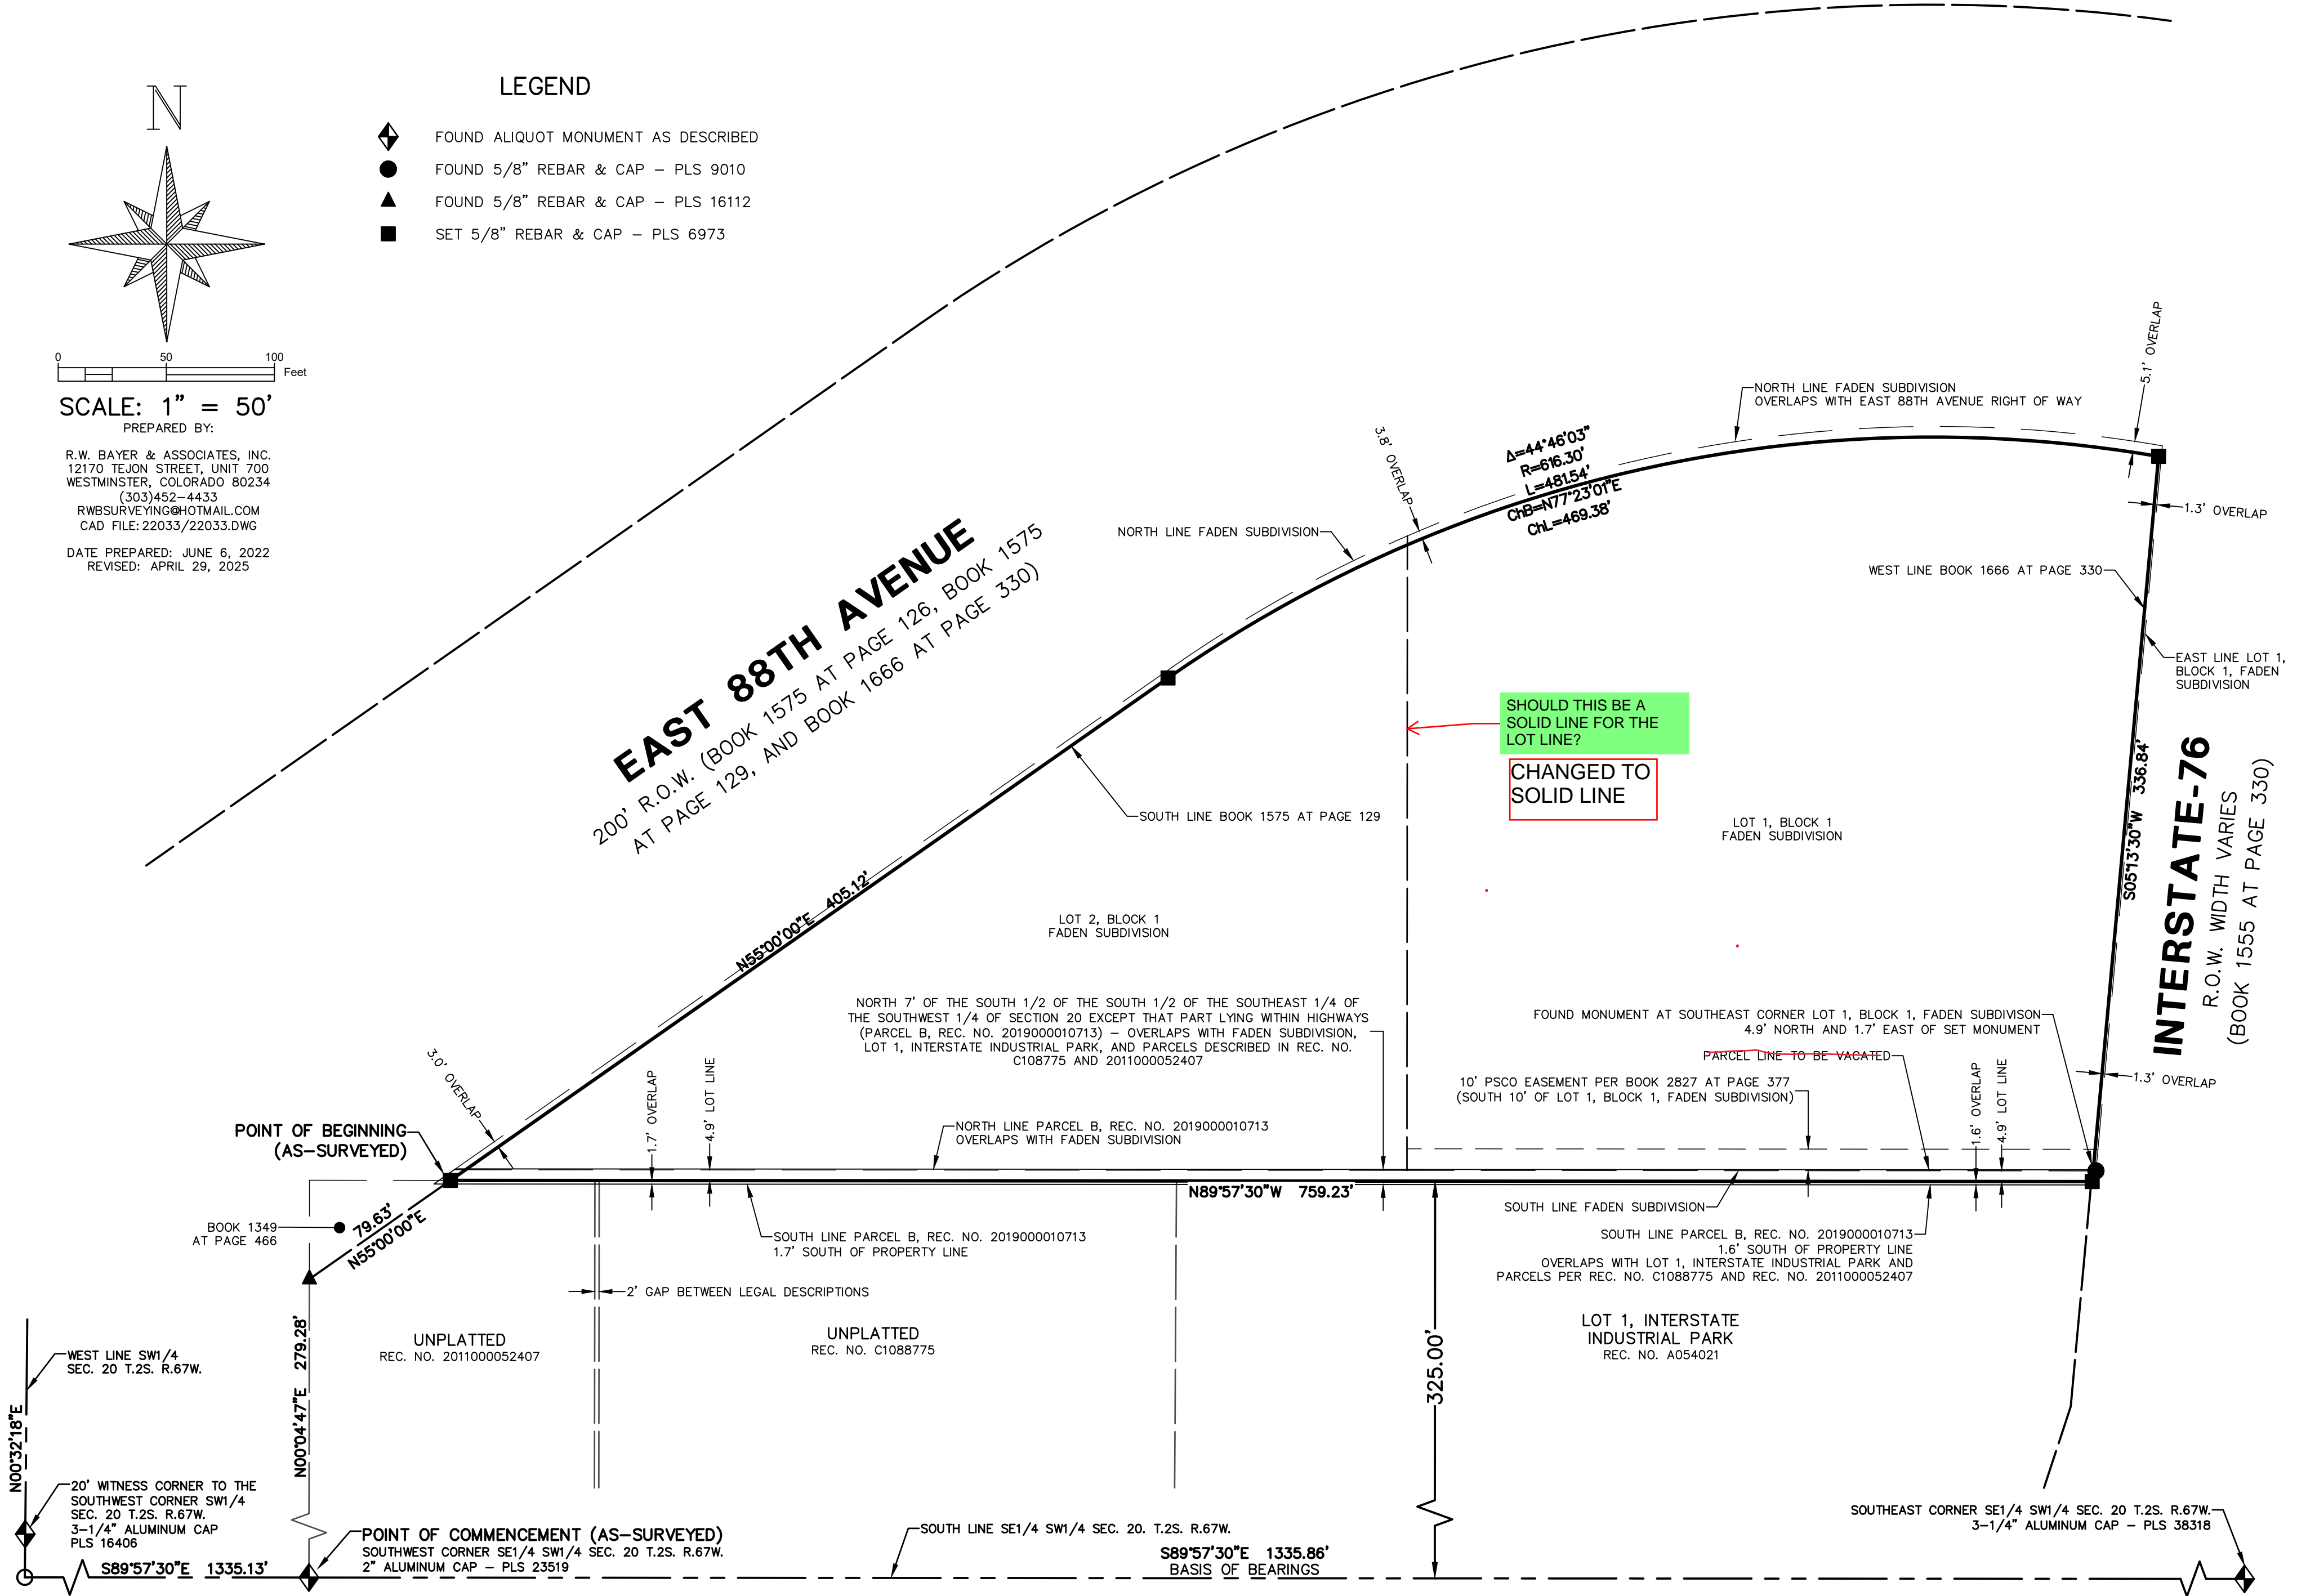 N
LEGEND
FOUND ALIQUOT MONUMENT AS DESCRIBED
FOUND 5/8" REBAR & CAP – PLS 9010
FOUND 5/8" REBAR & CAP – PLS 16112
SET 5/8" REBAR & CAP – PLS 6973
0 50 100
Feet
SCALE: 1" = 50'
PREPARED BY:
R.W. BAYER & ASSOCIATES, INC.
12170 TEJON STREET, UNIT 700
WESTMINSTER, COLORADO 80234
(303)452–4433
RWBSURVEYING@HOTMAIL.COM
CAD FILE: 22033/22033.DWG
DATE PREPARED: JUNE 6, 2022
REVISED: APRIL 29, 2025
EAST 88TH AVENUE
200' R.O.W. (BOOK 1575 AT PAGE 126, BOOK 1575
AT PAGE 129, AND BOOK 1666 AT PAGE 330)
NORTH LINE FADEN SUBDIVISION
3.8' OVERLAP
Δ=44°46'03"
R=616.30'
L=481.54'
ChB=N77°23'01"E
ChL=469.38'
NORTH LINE FADEN SUBDIVISION
OVERLAPS WITH EAST 88TH AVENUE RIGHT OF WAY
5.1' OVERLAP
1.3' OVERLAP
WEST LINE BOOK 1666 AT PAGE 330
EAST LINE LOT 1,
BLOCK 1, FADEN
SUBDIVISION
SHOULD THIS BE A
SOLID LINE FOR THE
LOT LINE?
CHANGED TO
SOLID LINE
SOUTH LINE BOOK 1575 AT PAGE 129
LOT 1, BLOCK 1
FADEN SUBDIVISION
S05°13'30"W 336.84'
INTERSTATE-76
R.O.W. WIDTH VARIES
(BOOK 1555 AT PAGE 330)
N55°00'00"E 405.12'
LOT 2, BLOCK 1
FADEN SUBDIVISION
NORTH 7' OF THE SOUTH 1/2 OF THE SOUTH 1/2 OF THE SOUTHEAST 1/4 OF
THE SOUTHWEST 1/4 OF SECTION 20 EXCEPT THAT PART LYING WITHIN HIGHWAYS
(PARCEL B, REC. NO. 2019000010713) – OVERLAPS WITH FADEN SUBDIVISION,
LOT 1, INTERSTATE INDUSTRIAL PARK, AND PARCELS DESCRIBED IN REC. NO.
C108775 AND 2011000052407
FOUND MONUMENT AT SOUTHEAST CORNER LOT 1, BLOCK 1, FADEN SUBDIVISON
4.9' NORTH AND 1.7' EAST OF SET MONUMENT
PARCEL LINE TO BE VACATED
10' PSCO EASEMENT PER BOOK 2827 AT PAGE 377
(SOUTH 10' OF LOT 1, BLOCK 1, FADEN SUBDIVISION)
1.6' OVERLAP
4.9' LOT LINE
1.3' OVERLAP
3.0' OVERLAP
1.7' OVERLAP
4.9' LOT LINE
POINT OF BEGINNING
(AS–SURVEYED)
NORTH LINE PARCEL B, REC. NO. 2019000010713
OVERLAPS WITH FADEN SUBDIVISION
N89°57'30"W 759.23'
SOUTH LINE FADEN SUBDIVISION
BOOK 1349
AT PAGE 466
79.63'
N55°00'00"E
SOUTH LINE PARCEL B, REC. NO. 2019000010713
1.7' SOUTH OF PROPERTY LINE
SOUTH LINE PARCEL B, REC. NO. 2019000010713
1.6' SOUTH OF PROPERTY LINE
OVERLAPS WITH LOT 1, INTERSTATE INDUSTRIAL PARK AND
PARCELS PER REC. NO. C1088775 AND REC. NO. 2011000052407
2' GAP BETWEEN LEGAL DESCRIPTIONS
UNPLATTED
REC. NO. 2011000052407
UNPLATTED
REC. NO. C1088775
325.00'
LOT 1, INTERSTATE
INDUSTRIAL PARK
REC. NO. A054021
WEST LINE SW1/4
SEC. 20 T.2S. R.67W.
N00°32'18"E
N00°04'47"E 279.28'
20' WITNESS CORNER TO THE
SOUTHWEST CORNER SW1/4
SEC. 20 T.2S. R.67W.
3–1/4" ALUMINUM CAP
PLS 16406
POINT OF COMMENCEMENT (AS–SURVEYED)
SOUTHWEST CORNER SE1/4 SW1/4 SEC. 20 T.2S. R.67W.
2" ALUMINUM CAP – PLS 23519
SOUTH LINE SE1/4 SW1/4 SEC. 20. T.2S. R.67W.
SOUTHEAST CORNER SE1/4 SW1/4 SEC. 20 T.2S. R.67W.
3–1/4" ALUMINUM CAP – PLS 38318
S89°57'30"E 1335.13'
S89°57'30"E 1335.86'
BASIS OF BEARINGS